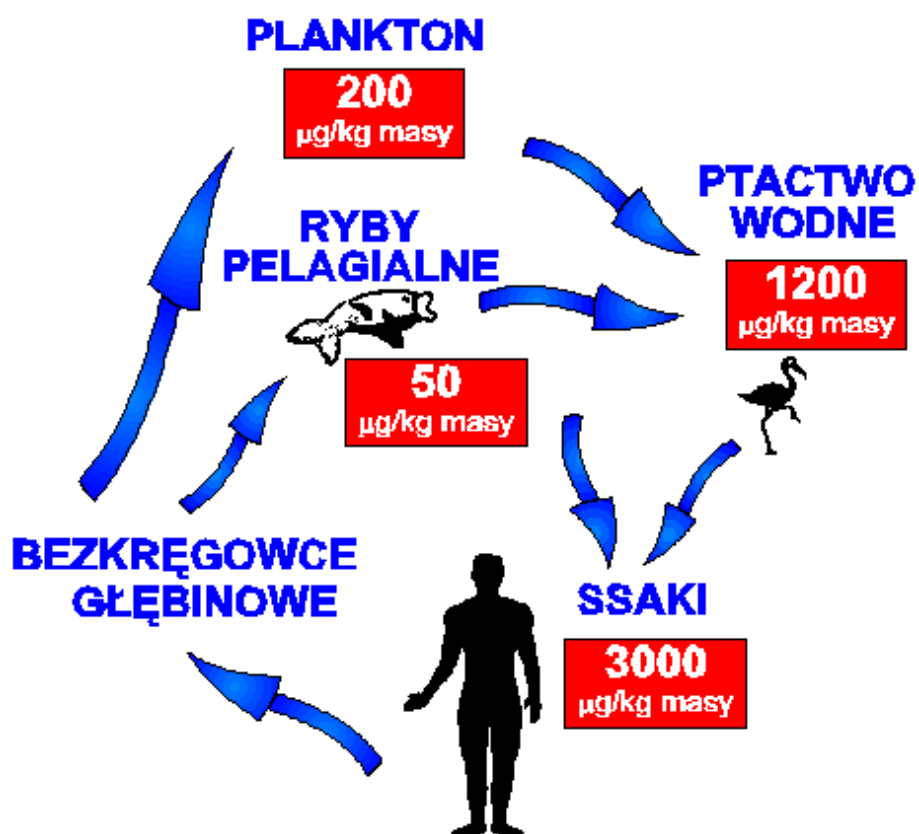 PLANKTON
200
µg/kg masy
PTACTWO
WODNE
1200
µg/kg masy
RYBY
PELAGIALNE
50
µg/kg masy
BEZKRĘGOWCE
GŁĘBINOWE
SSAKI
3000
µg/kg masy